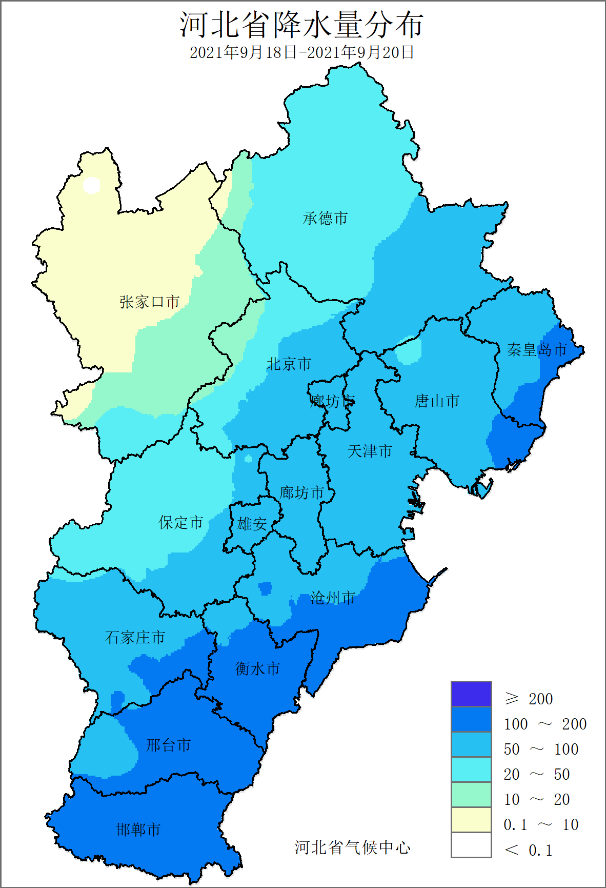 河北省降水量分布
2021年9月18日-2021年9月20日
承德市
张家口市
秦皇岛市
北京市
廊坊市
唐山市
天津市
廊坊市
保定市
雄安
沧州市
石家庄市
衡水市
邢台市
邯郸市
≥ 200
100 ～ 200
50 ～ 100
20 ～ 50
10 ～ 20
0.1 ～ 10
< 0.1
河北省气候中心